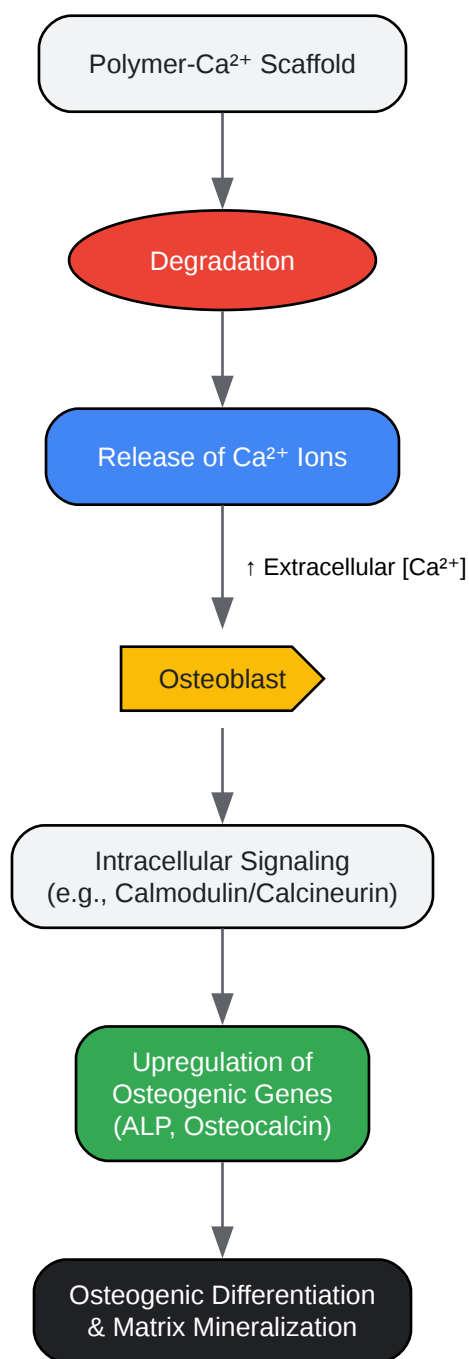 Polymer-Ca²⁺ Scaffold
Degradation
Release of Ca²⁺ Ions
↑ Extracellular [Ca²⁺]
Osteoblast
Intracellular Signaling
(e.g., Calmodulin/Calcineurin)
Upregulation of
Osteogenic Genes
(ALP, Osteocalcin)
Osteogenic Differentiation
& Matrix Mineralization